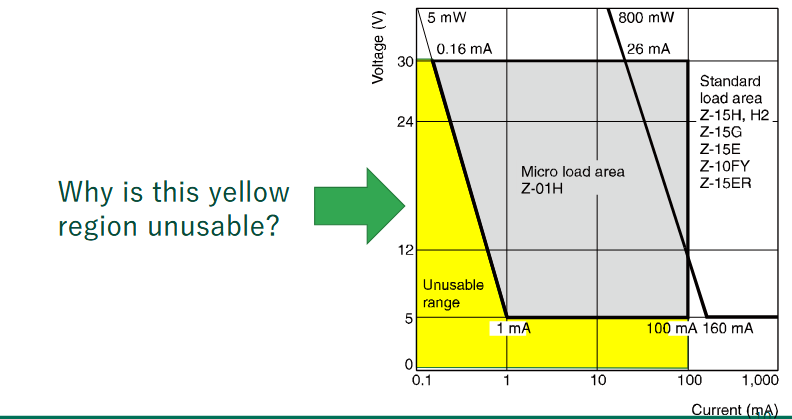 Why is this yellow
region unusable?
Voltage (V)
5 mW
800 mW
0.16 mA
26 mA
30
24
12
5
0
Standard
load area
Z-15H, H2
Z-15G
Z-15E
Z-10FY
Z-15ER
Micro load area
Z-01H
Unusable
range
1 mA
100 mA 160 mA
0.1
1
10
100
1,000
Current (mA)